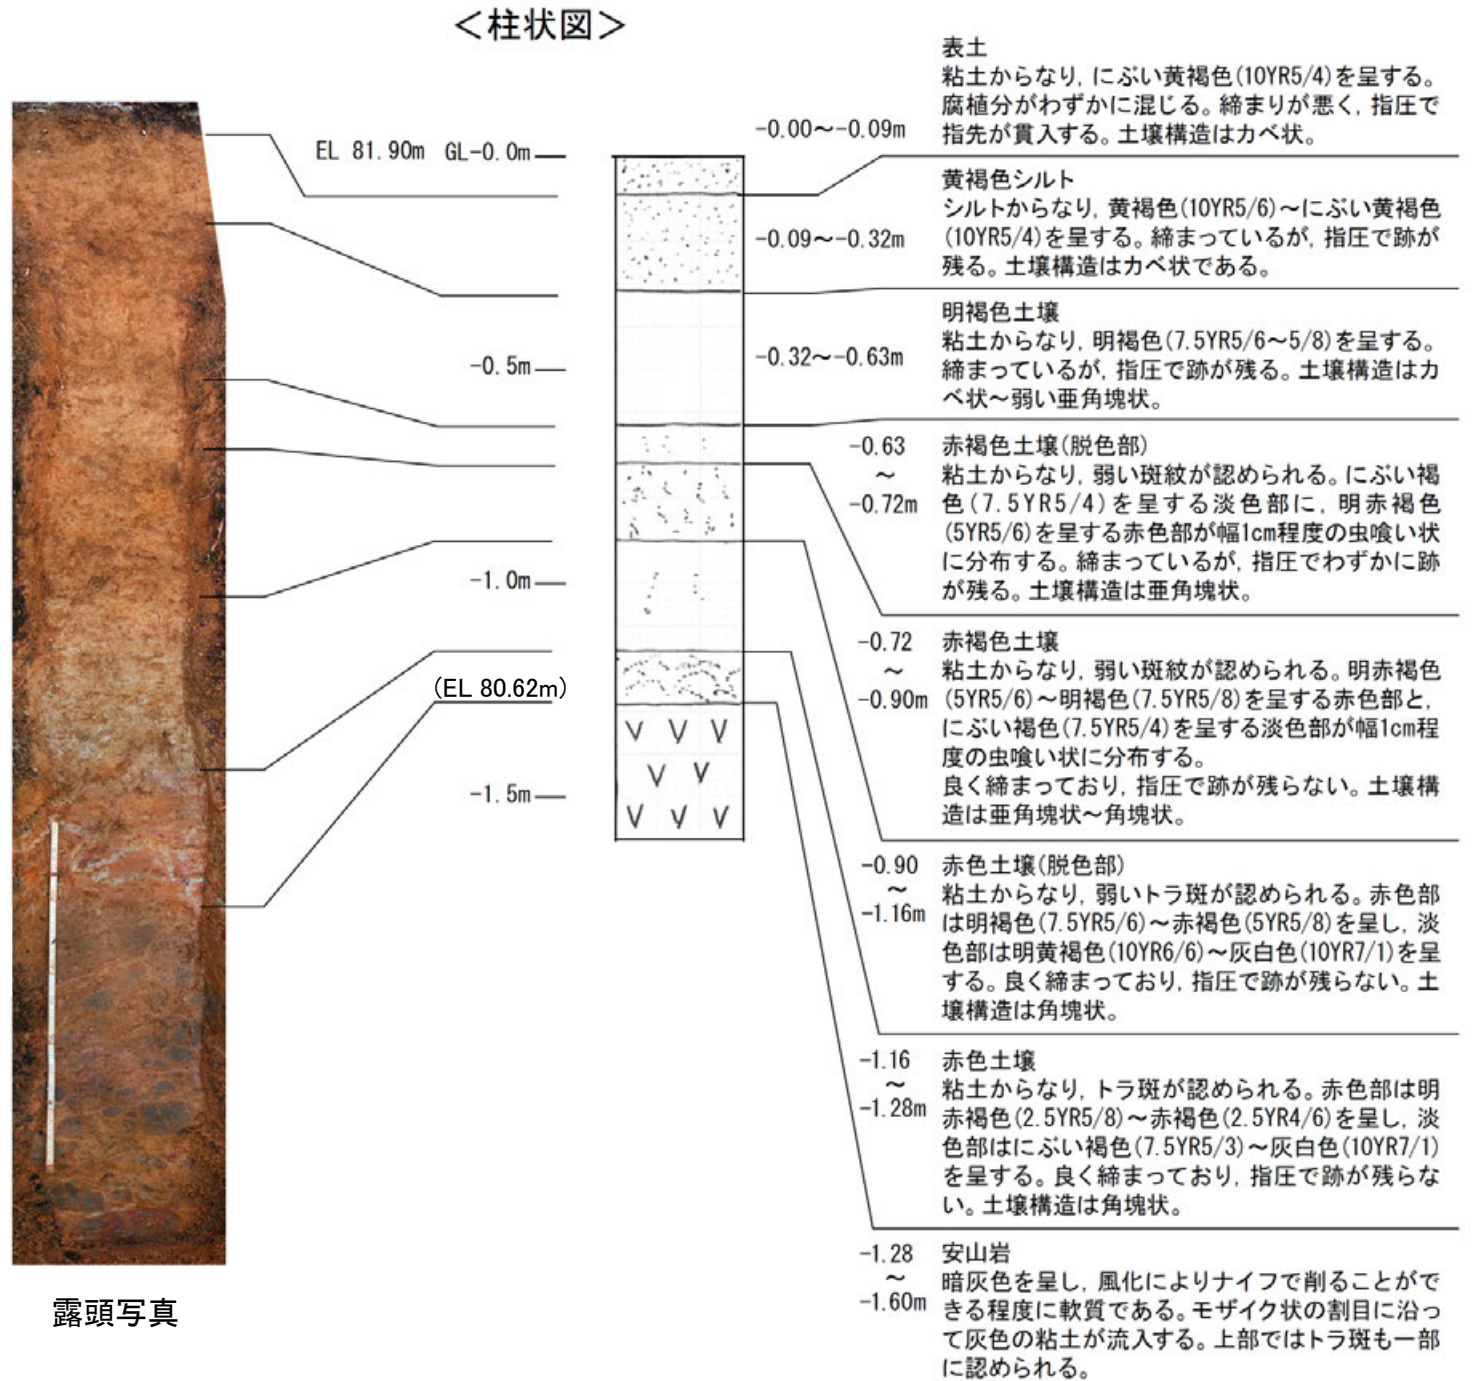 ＜柱状図＞
EL 81.90m GL-0.0m
-0.5m
-1.0m
(EL 80.62m)
-1.5m
露頭写真
-0.00～-0.09m
表土
粘土からなり, にぶい黄褐色(10YR5/4)を呈する。
腐植分がわずかに混じる。締まりが悪く, 指圧で
指先が貫入する。土壌構造はカベ状。
-0.09～-0.32m
黄褐色シルト
シルトからなり, 黄褐色(10YR5/6)～にぶい黄褐色
(10YR5/4)を呈する。締まっているが, 指圧で跡が
残る。土壌構造はカベ状である。
-0.32～-0.63m
明褐色土壌
粘土からなり, 明褐色(7.5YR5/6～5/8)を呈する。
締まっているが, 指圧で跡が残る。土壌構造はカ
ベ状～弱い亜角塊状。
-0.63
～
-0.72m
赤褐色土壌(脱色部)
粘土からなり, 弱い斑紋が認められる。にぶい褐
色(7.5YR5/4)を呈する淡色部に, 明赤褐色
(5YR5/6)を呈する赤色部が幅1cm程度の虫喰い状
に分布する。締まっているが, 指圧でわずかに跡
が残る。土壌構造は亜角塊状。
-0.72
～
-0.90m
赤褐色土壌
粘土からなり, 弱い斑紋が認められる。明赤褐色
(5YR5/6)～明褐色(7.5YR5/8)を呈する赤色部と,
にぶい褐色(7.5YR5/4)を呈する淡色部が幅1cm程
度の虫喰い状に分布する。
良く締まっており, 指圧で跡が残らない。土壌構
造は亜角塊状～角塊状。
-0.90
～
-1.16m
赤色土壌(脱色部)
粘土からなり, 弱いトラ斑が認められる。赤色部
は明褐色(7.5YR5/6)～赤褐色(5YR5/8)を呈し, 淡
色部は明黄褐色(10YR6/6)～灰白色(10YR7/1)を呈
する。良く締まっており, 指圧で跡が残らない。土
壌構造は角塊状。
-1.16
～
-1.28m
赤色土壌
粘土からなり, トラ斑が認められる。赤色部は明
赤褐色(2.5YR5/8)～赤褐色(2.5YR4/6)を呈し, 淡
色部はにぶい褐色(7.5YR5/3)～灰白色(10YR7/1)
を呈する。良く締まっており, 指圧で跡が残らな
い。土壌構造は角塊状。
-1.28
～
-1.60m
安山岩
暗灰色を呈し, 風化によりナイフで削ることがで
きる程度に軟質である。モザイク状の割目に沿っ
て灰色の粘土が流入する。上部ではトラ斑も一部
に認められる。